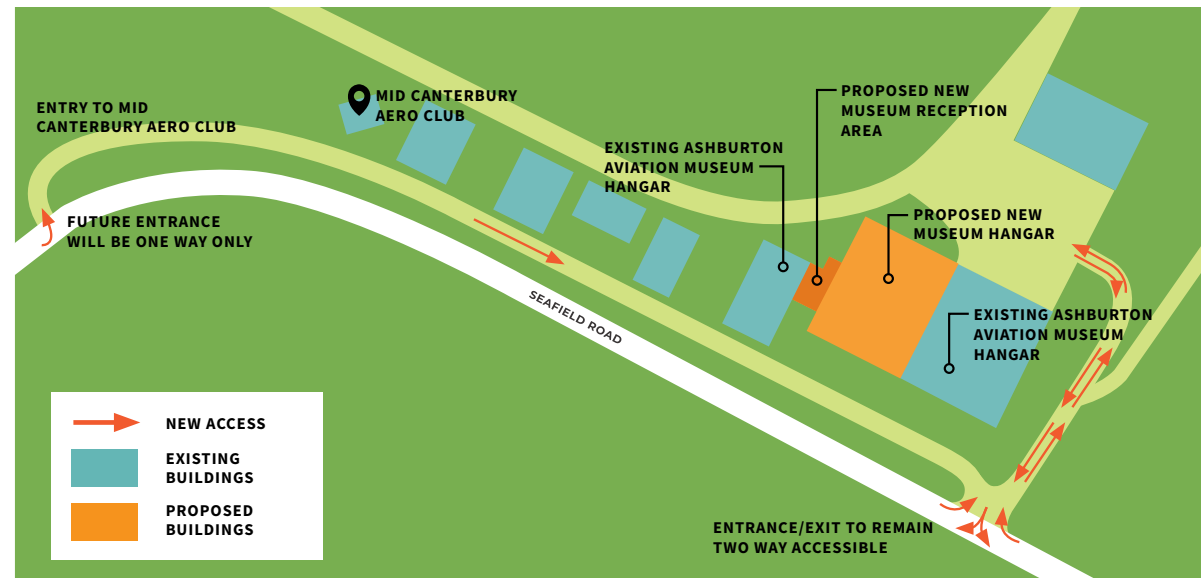 ENTRY TO MID
CANTERBURY AERO CLUB
MID CANTERBURY
AERO CLUB
PROPOSED NEW
MUSEUM RECEPTION
AREA
EXISTING ASHBURTON
AVIATION MUSEUM
HANGAR
FUTURE ENTRANCE
WILL BE ONE WAY ONLY
PROPOSED NEW
MUSEUM HANGAR
SEAFIELD ROAD
EXISTING ASHBURTON
AVIATION MUSEUM
HANGAR
NEW ACCESS
EXISTING
BUILDINGS
PROPOSED
BUILDINGS
ENTRANCE/EXIT TO REMAIN
TWO WAY ACCESSIBLE